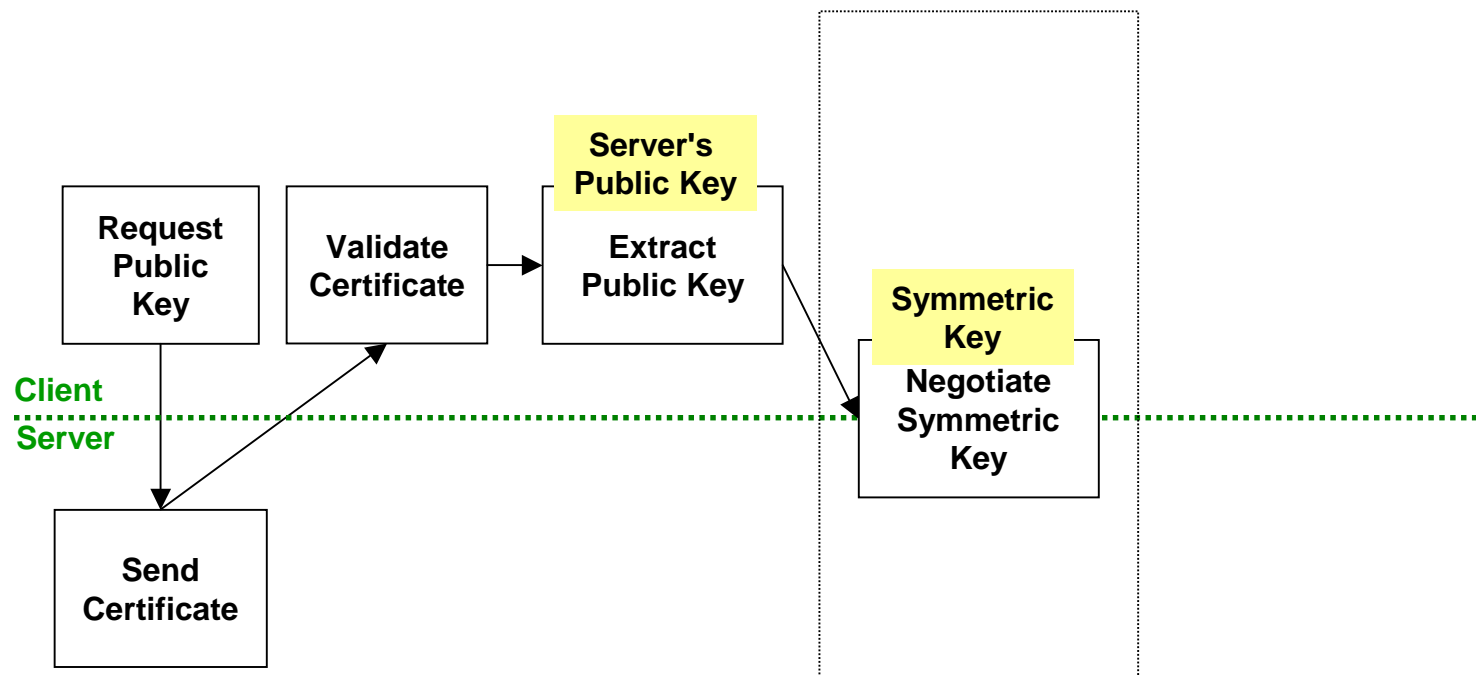 Request
Public
Key
Validate
Certificate
Server's
Public Key
Extract
Public Key
Symmetric
Key
Negotiate
Symmetric
Key
Client
Server
Send
Certificate